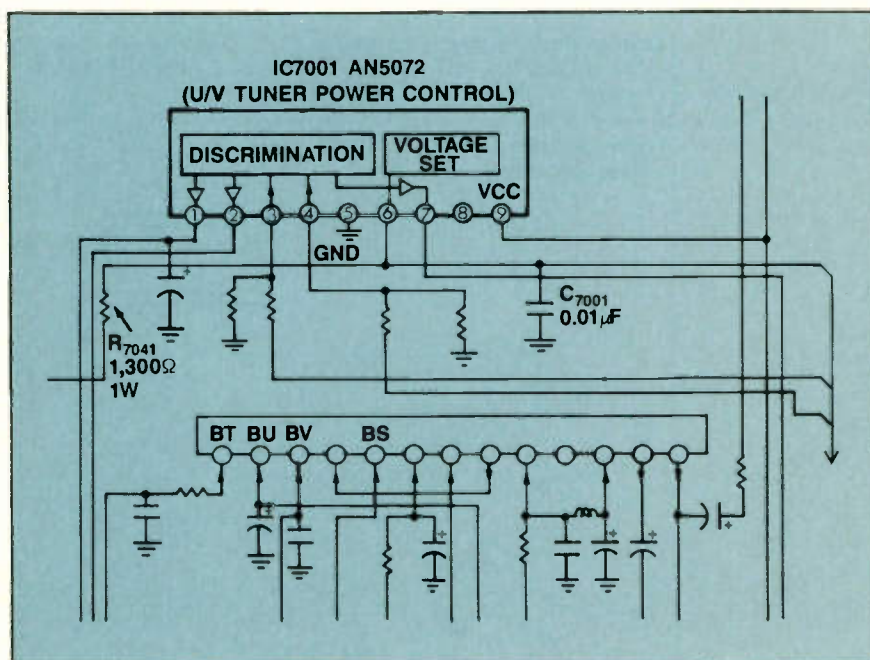 IC7001 AN5072
(U/V TUNER POWER CONTROL)
DISCRIMINATION
VOLTAGE
SET
VCC
1 2 3 4 5 6 7 8 9
GND
C7001
0.01µF
R7041
1,300Ω
1W
BT BU BV BS
+
+
+
+
+
+